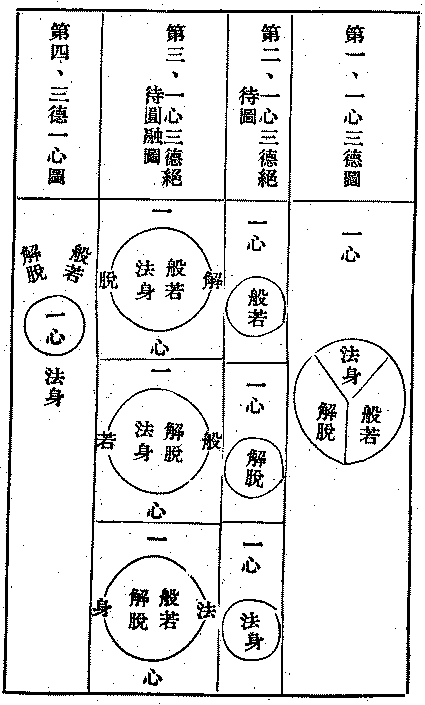 第一、一心三德圖
一心
法身
般若
解脫
第二、一心三德絕
待圖
一心
般若
一心
解脫
一心
法身
第三、一心三德絕
待圓融圖
一
解
般若
法身
脫
心
一
般
解脫
法身
若
心
一
法
般若
解脫
身
心
第四、三德一心圖
般若
解脫
一心
法身